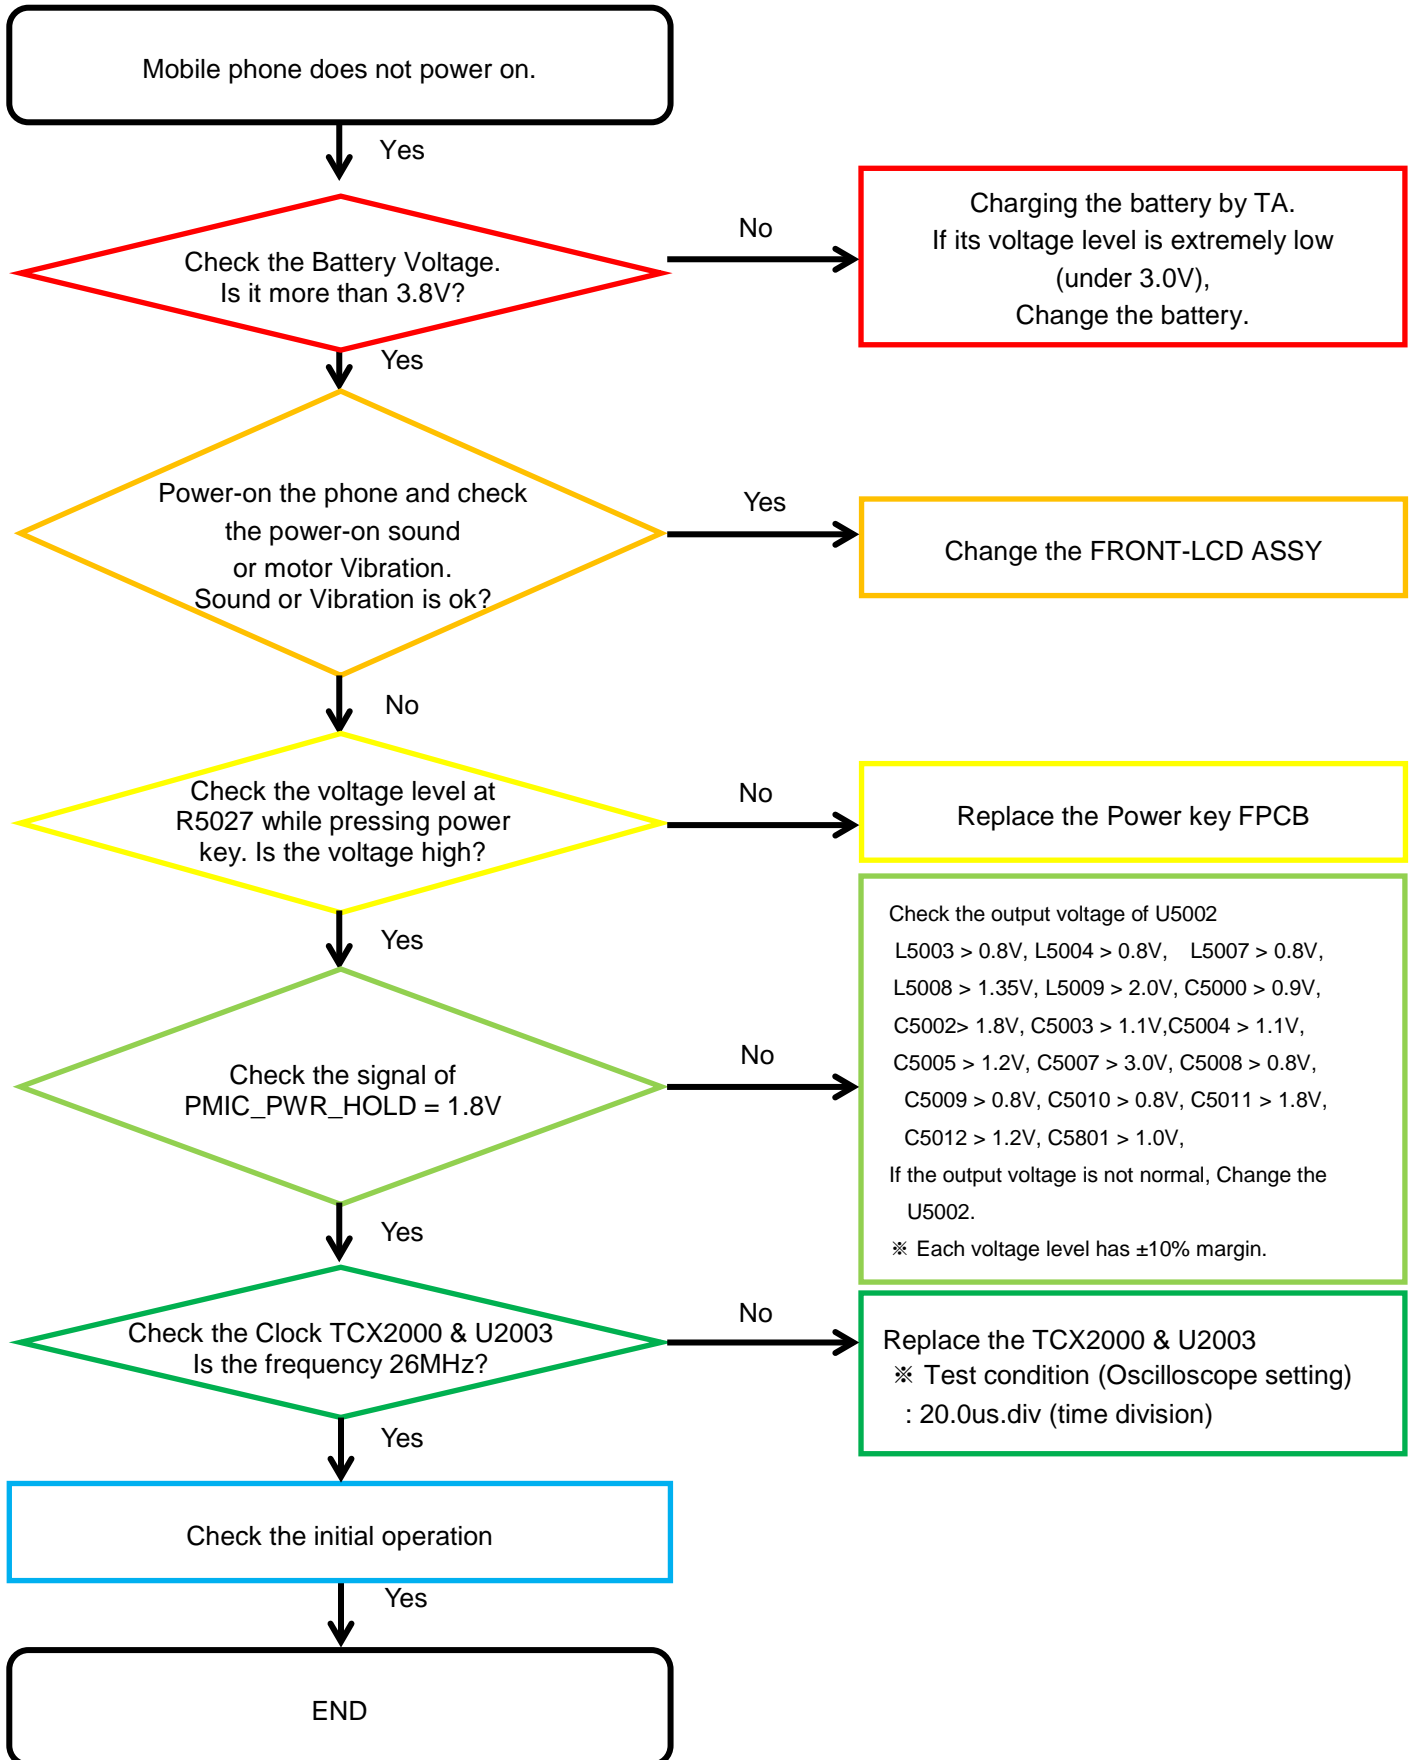 Mobile phone does not power on.
Yes
Check the Battery Voltage.
Is it more than 3.8V?
No
Charging the battery by TA.
If its voltage level is extremely low
(under 3.0V),
Change the battery.
Yes
Power-on the phone and check
the power-on sound
or motor Vibration.
Sound or Vibration is ok?
Yes
Change the FRONT-LCD ASSY
No
Check the voltage level at
R5027 while pressing power
key. Is the voltage high?
No
Replace the Power key FPCB
Yes
Check the signal of
PMIC_PWR_HOLD = 1.8V
No
Check the output voltage of U5002
L5003 > 0.8V, L5004 > 0.8V, L5007 > 0.8V,
L5008 > 1.35V, L5009 > 2.0V, C5000 > 0.9V,
C5002> 1.8V, C5003 > 1.1V,C5004 > 1.1V,
C5005 > 1.2V, C5007 > 3.0V, C5008 > 0.8V,
C5009 > 0.8V, C5010 > 0.8V, C5011 > 1.8V,
C5012 > 1.2V, C5801 > 1.0V,
If the output voltage is not normal, Change the
U5002.
※ Each voltage level has ±10% margin.
Yes
Check the Clock TCX2000 & U2003
Is the frequency 26MHz?
No
Replace the TCX2000 & U2003
※ Test condition (Oscilloscope setting)
: 20.0us.div (time division)
Yes
Check the initial operation
Yes
END